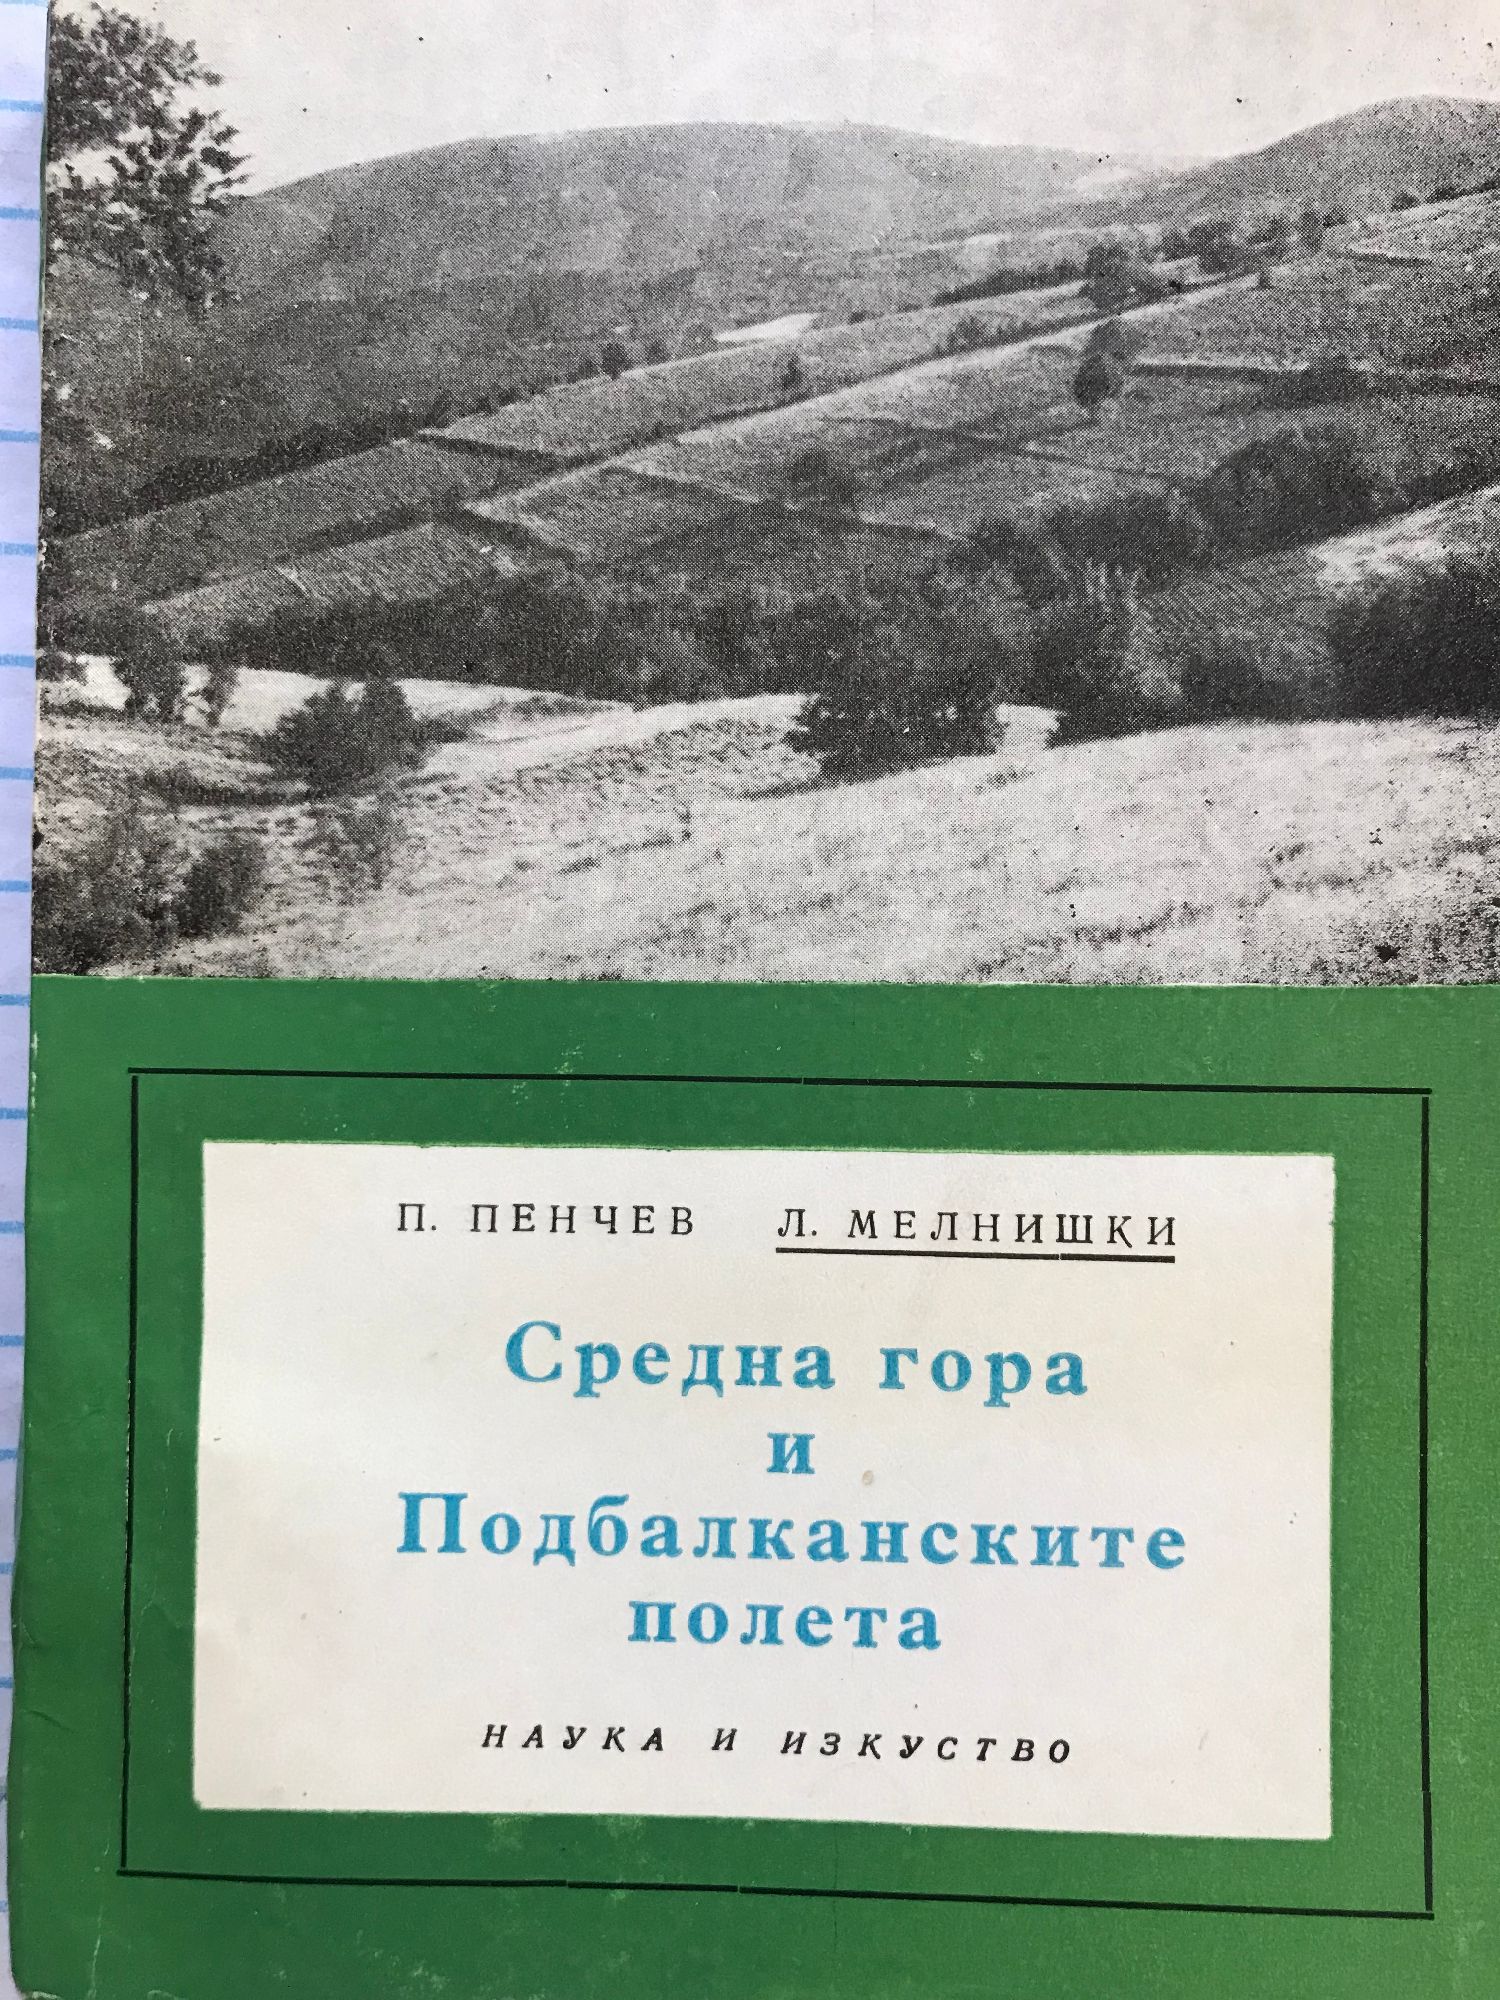 П. ПЕНЧЕВ Л. МЕЛНИШКИ
Средна гора
и
Подбалканските
полета
НАУКА И ИЗКУСТВО